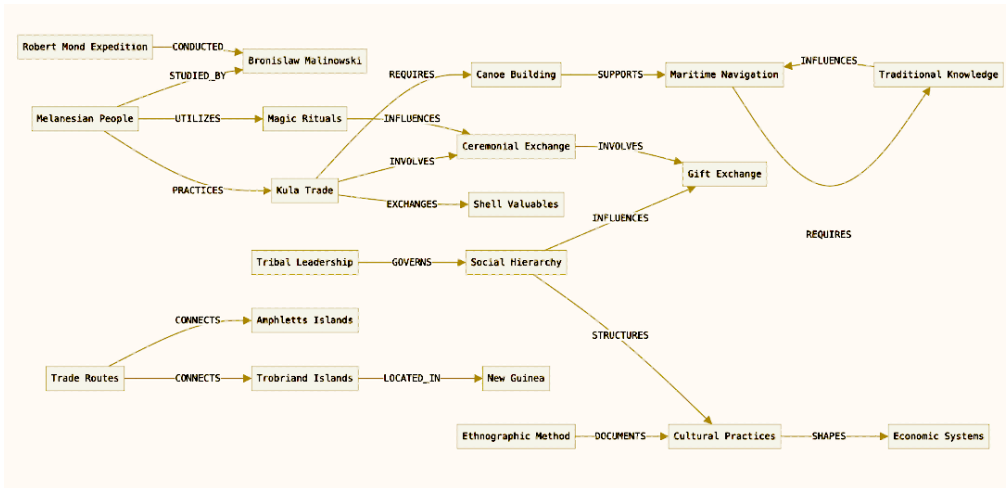 Robert Mond Expedition
CONDUCTED
Bronislaw Malinowski
STUDIED_BY
REQUIRES
Canoe Building
SUPPORTS
Maritime Navigation
INFLUENCES
Traditional Knowledge
Melanesian People
UTILIZES
Magic Rituals
INFLUENCES
Ceremonial Exchange
INVOLVES
INVOLVES
Gift Exchange
PRACTICES
Kula Trade
EXCHANGES
Shell Valuables
INFLUENCES
REQUIRES
Tribal Leadership
GOVERNS
Social Hierarchy
CONNECTS
Amphletts Islands
STRUCTURES
Trade Routes
CONNECTS
Trobriand Islands
LOCATED_IN
New Guinea
Ethnographic Method
DOCUMENTS
Cultural Practices
SHAPES
Economic Systems